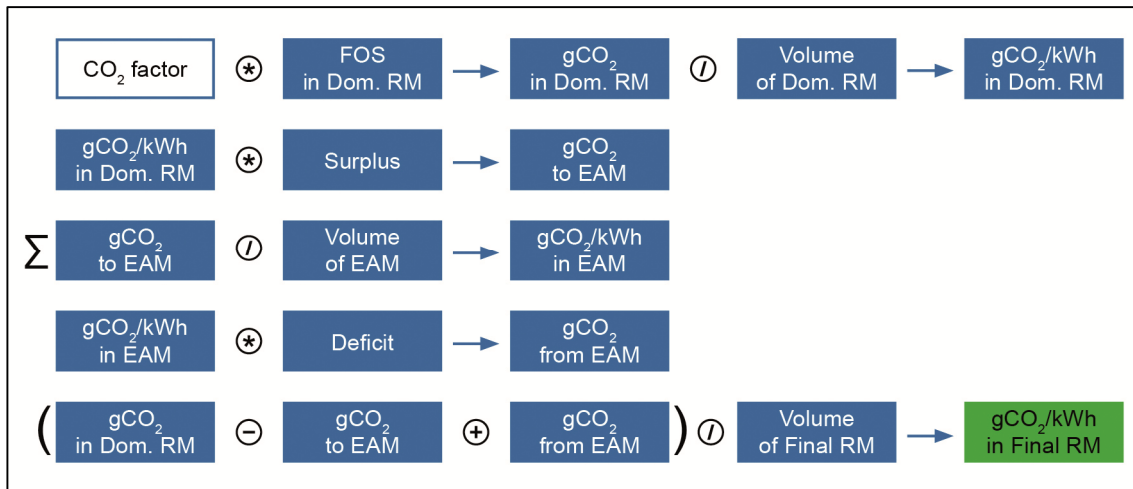 CO₂ factor * FOS in Dom. RM → gCO₂ in Dom. RM / Volume of Dom. RM → gCO₂/kWh in Dom. RM
gCO₂/kWh in Dom. RM * Surplus → gCO₂ to EAM
Σ gCO₂ to EAM / Volume of EAM → gCO₂/kWh in EAM
gCO₂/kWh in EAM * Deficit → gCO₂ from EAM
( gCO₂ in Dom. RM − gCO₂ to EAM + gCO₂ from EAM ) / Volume of Final RM → gCO₂/kWh in Final RM